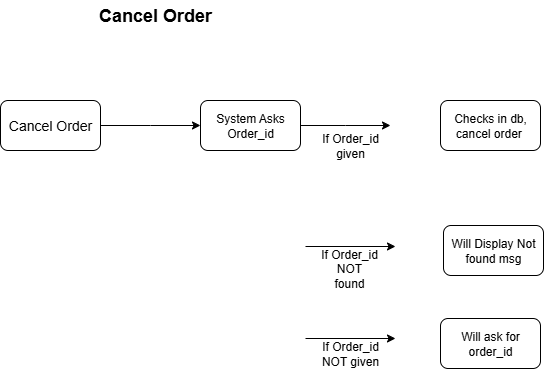 Cancel Order
Cancel Order
System Asks
Order_id
If Order_id
given
Checks in db,
cancel order
If Order_id
NOT
found
Will Display Not
found msg
If Order_id
NOT given
Will ask for
order_id